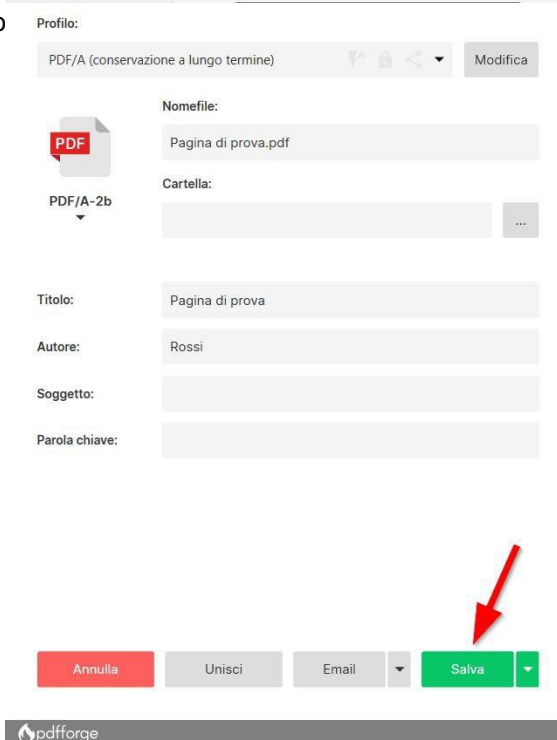 Profilo:
PDF/A (conservazione a lungo termine)
Modifica
Nomefile:
PDF
Pagina di prova.pdf
Cartella:
PDF/A-2b
...
Titolo:
Pagina di prova
Autore:
Rossi
Soggetto:
Parola chiave:
Annulla
Unisci
Email
Salva
pdfforge